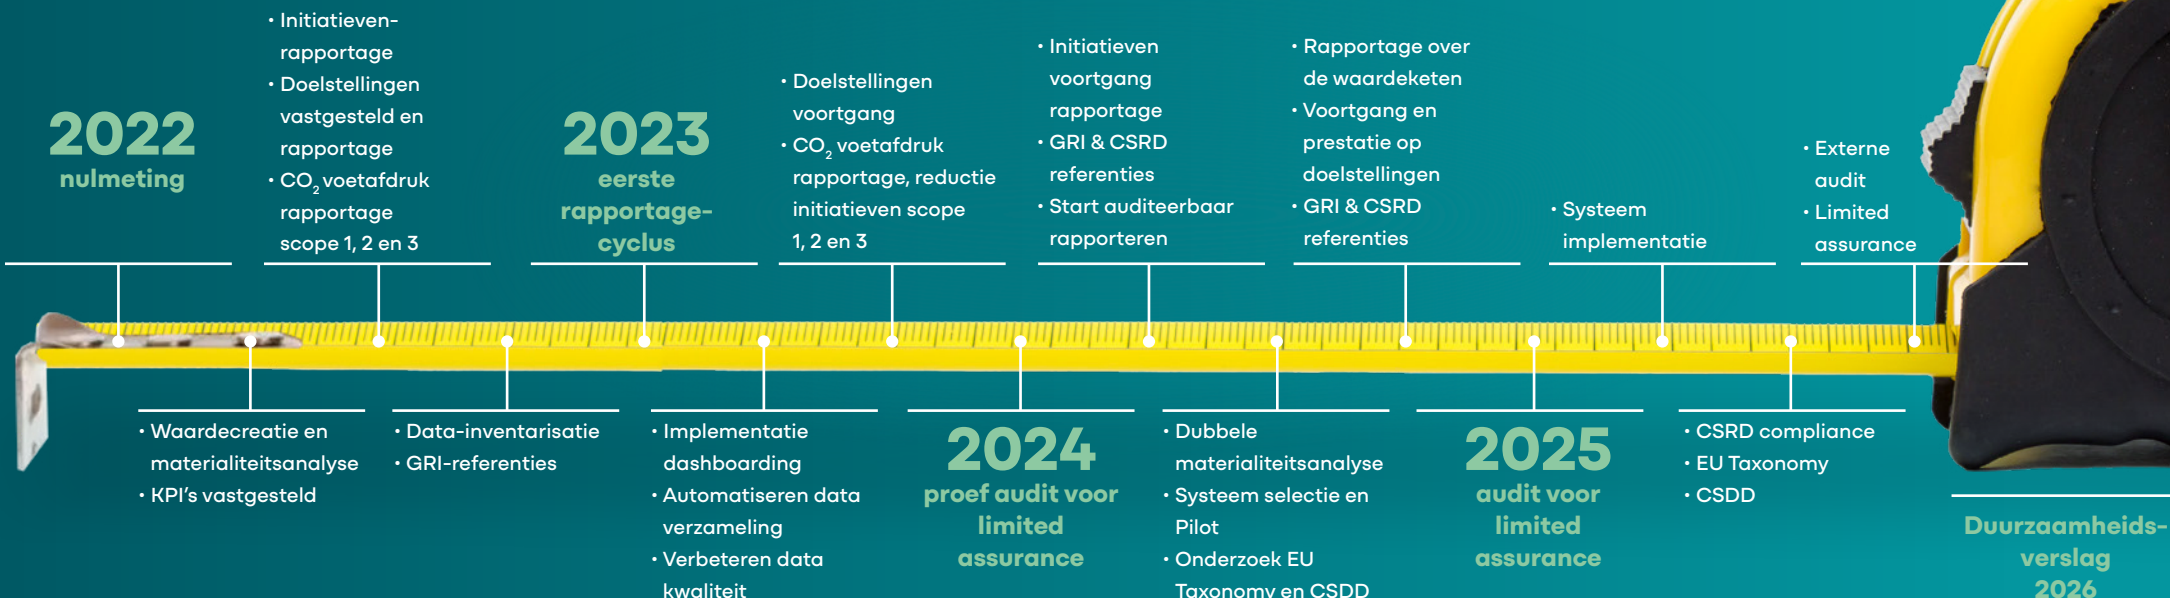 2022
nulmeting
• Waardecreatie en
materialiteitsanalyse
• KPI's vastgesteld
• Initiatieven-
rapportage
• Doelstellingen
vastgesteld en
rapportage
• CO₂ voetafdruk
rapportage
scope 1, 2 en 3
• Data-inventarisatie
• GRI-referenties
2023
eerste
rapportage-
cyclus
• Implementatie
dashboarding
• Automatiseren data
verzameling
• Verbeteren data
kwaliteit
• Doelstellingen
voortgang
• CO₂ voetafdruk
rapportage, reductie
initiatieven scope
1, 2 en 3
2024
proef audit voor
limited
assurance
• Initiatieven
voortgang
rapportage
• GRI & CSRD
referenties
• Start auditeerbaar
rapporteren
• Dubbele
materialiteitsanalyse
• Systeem selectie en
Pilot
• Onderzoek EU
Taxonomy en CSDD
• Rapportage over
de waardeketen
• Voortgang en
prestatie op
doelstellingen
• GRI & CSRD
referenties
2025
audit voor
limited
assurance
• Systeem
implementatie
• CSRD compliance
• EU Taxonomy
• CSDD
• Externe
audit
• Limited
assurance
Duurzaamheids-
verslag
2026